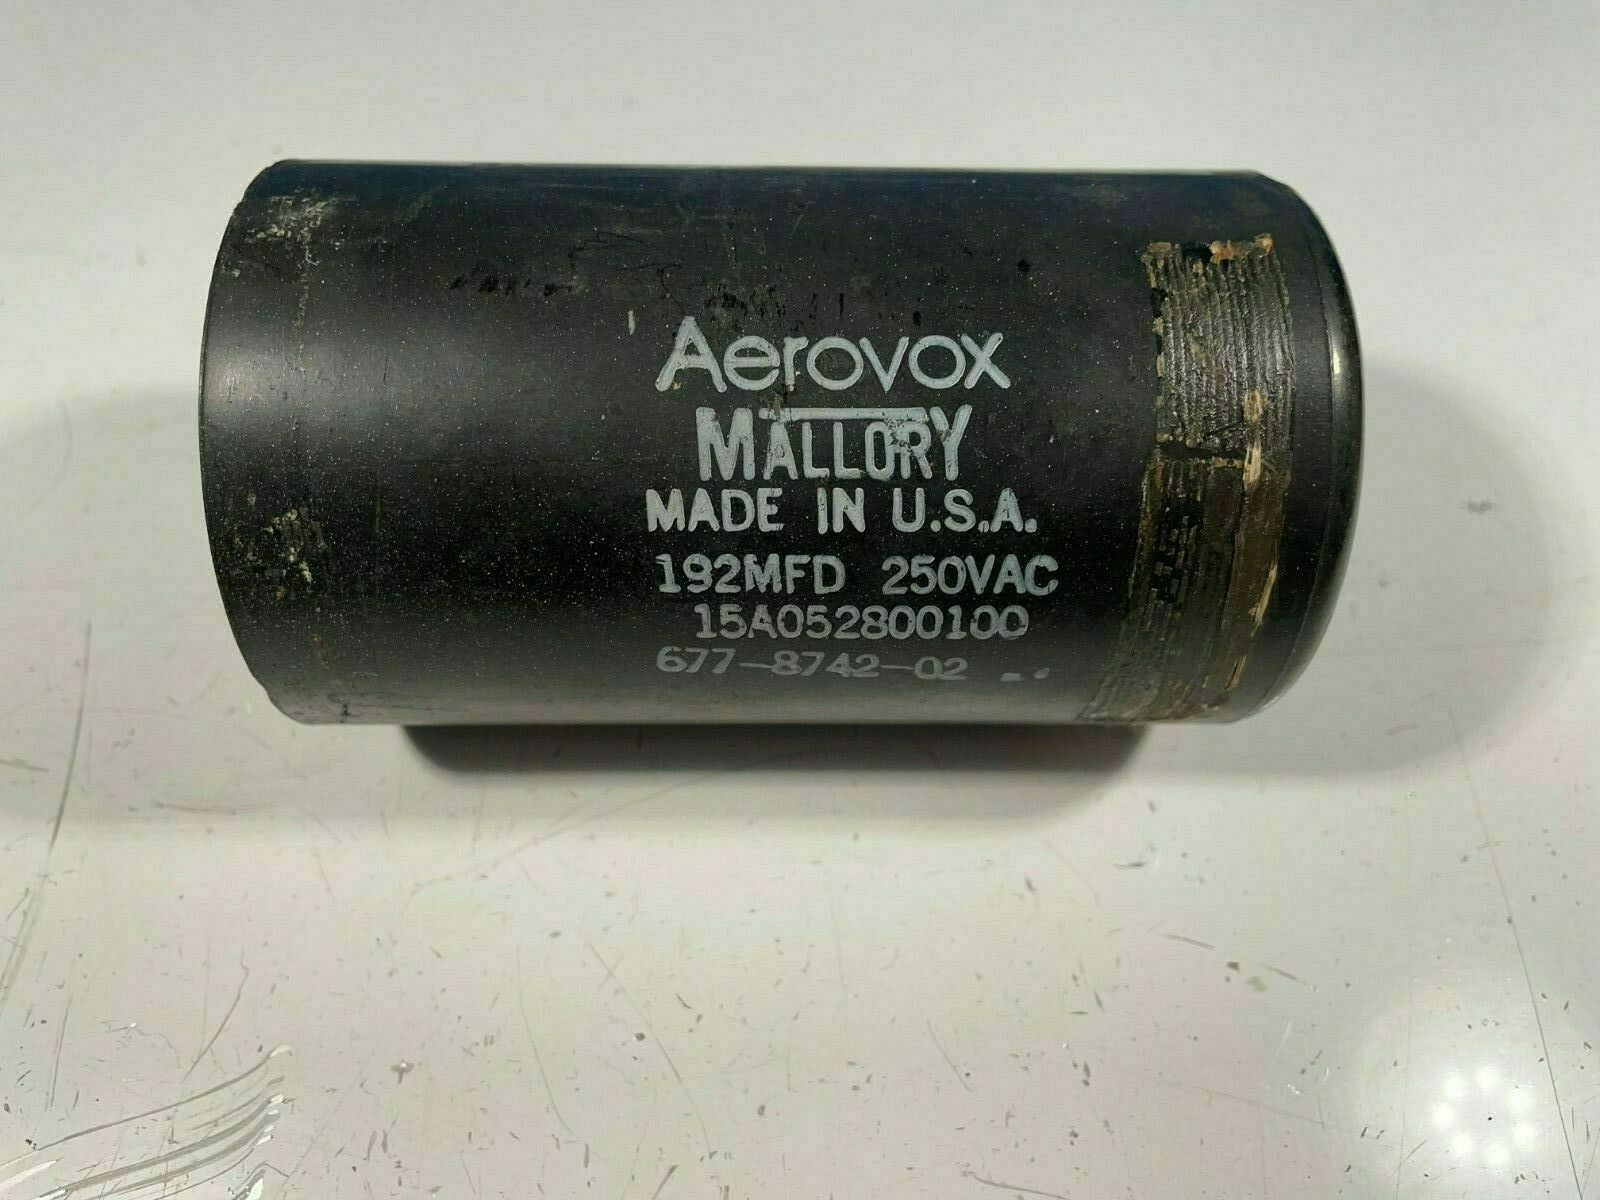 Aerovox
MALLORY
MADE IN U.S.A.
192MFD 250VAC
15A052800100
677-8742-02